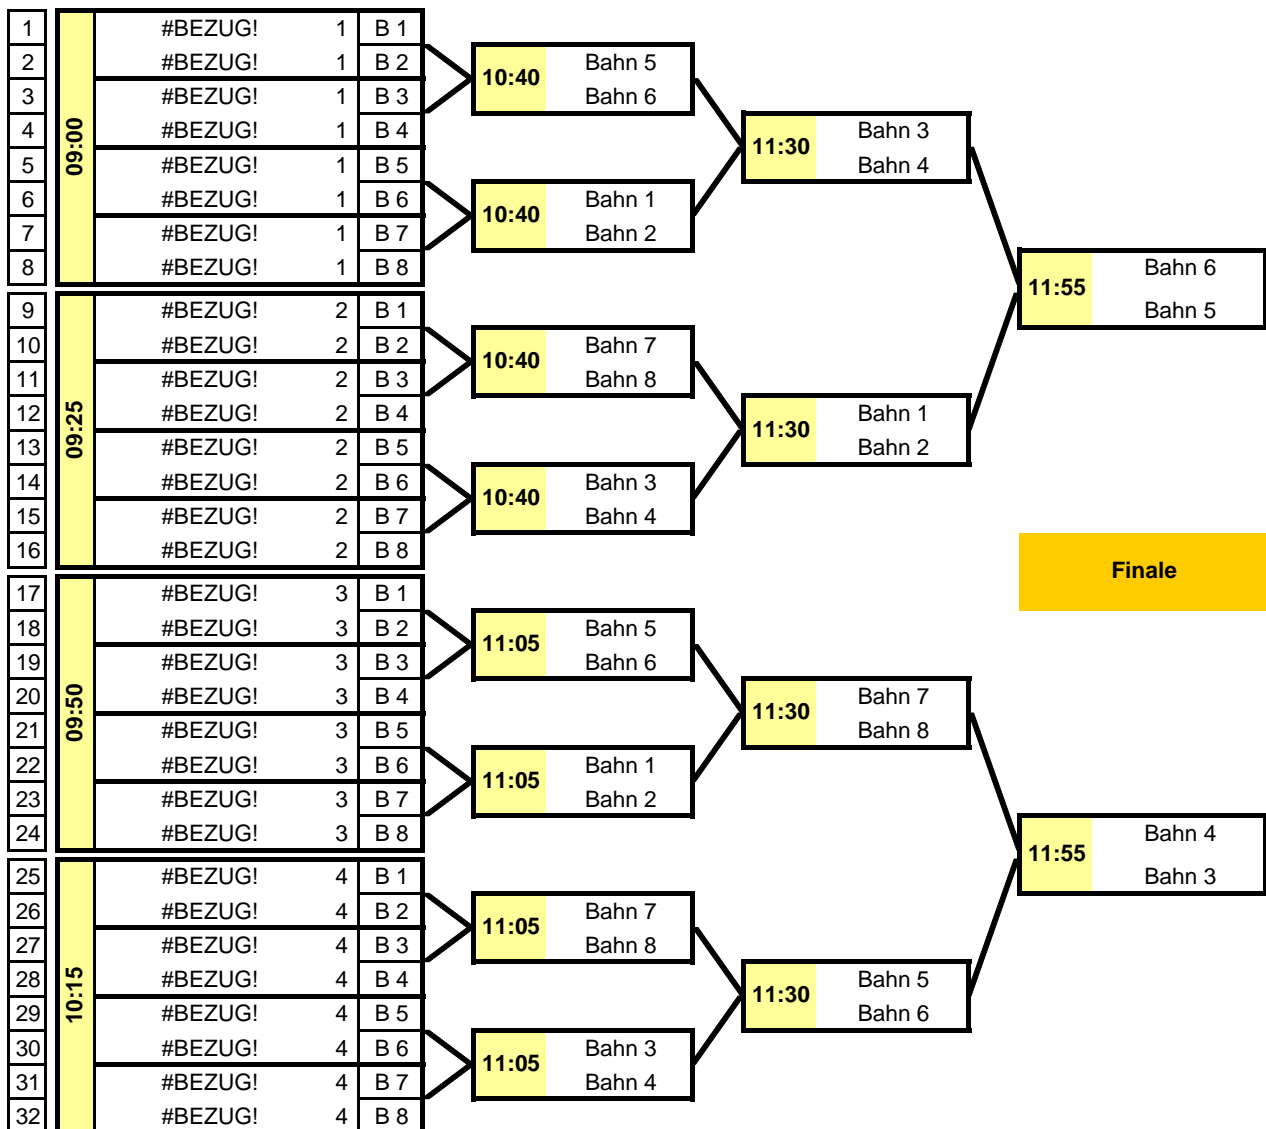 1 #BEZUG! 1 B 1
2 #BEZUG! 1 B 2
3 #BEZUG! 1 B 3
4 #BEZUG! 1 B 4
5 #BEZUG! 1 B 5
6 #BEZUG! 1 B 6
7 #BEZUG! 1 B 7
8 #BEZUG! 1 B 8
09:00
9 #BEZUG! 2 B 1
10 #BEZUG! 2 B 2
11 #BEZUG! 2 B 3
12 #BEZUG! 2 B 4
13 #BEZUG! 2 B 5
14 #BEZUG! 2 B 6
15 #BEZUG! 2 B 7
16 #BEZUG! 2 B 8
09:25
17 #BEZUG! 3 B 1
18 #BEZUG! 3 B 2
19 #BEZUG! 3 B 3
20 #BEZUG! 3 B 4
21 #BEZUG! 3 B 5
22 #BEZUG! 3 B 6
23 #BEZUG! 3 B 7
24 #BEZUG! 3 B 8
09:50
25 #BEZUG! 4 B 1
26 #BEZUG! 4 B 2
27 #BEZUG! 4 B 3
28 #BEZUG! 4 B 4
29 #BEZUG! 4 B 5
30 #BEZUG! 4 B 6
31 #BEZUG! 4 B 7
32 #BEZUG! 4 B 8
10:15
10:40
Bahn 5
Bahn 6
10:40
Bahn 1
Bahn 2
10:40
Bahn 7
Bahn 8
10:40
Bahn 3
Bahn 4
11:05
Bahn 5
Bahn 6
11:05
Bahn 1
Bahn 2
11:05
Bahn 7
Bahn 8
11:05
Bahn 3
Bahn 4
11:30
Bahn 3
Bahn 4
11:30
Bahn 1
Bahn 2
11:30
Bahn 7
Bahn 8
11:30
Bahn 5
Bahn 6
11:55
Bahn 6
Bahn 5
Finale
11:55
Bahn 4
Bahn 3